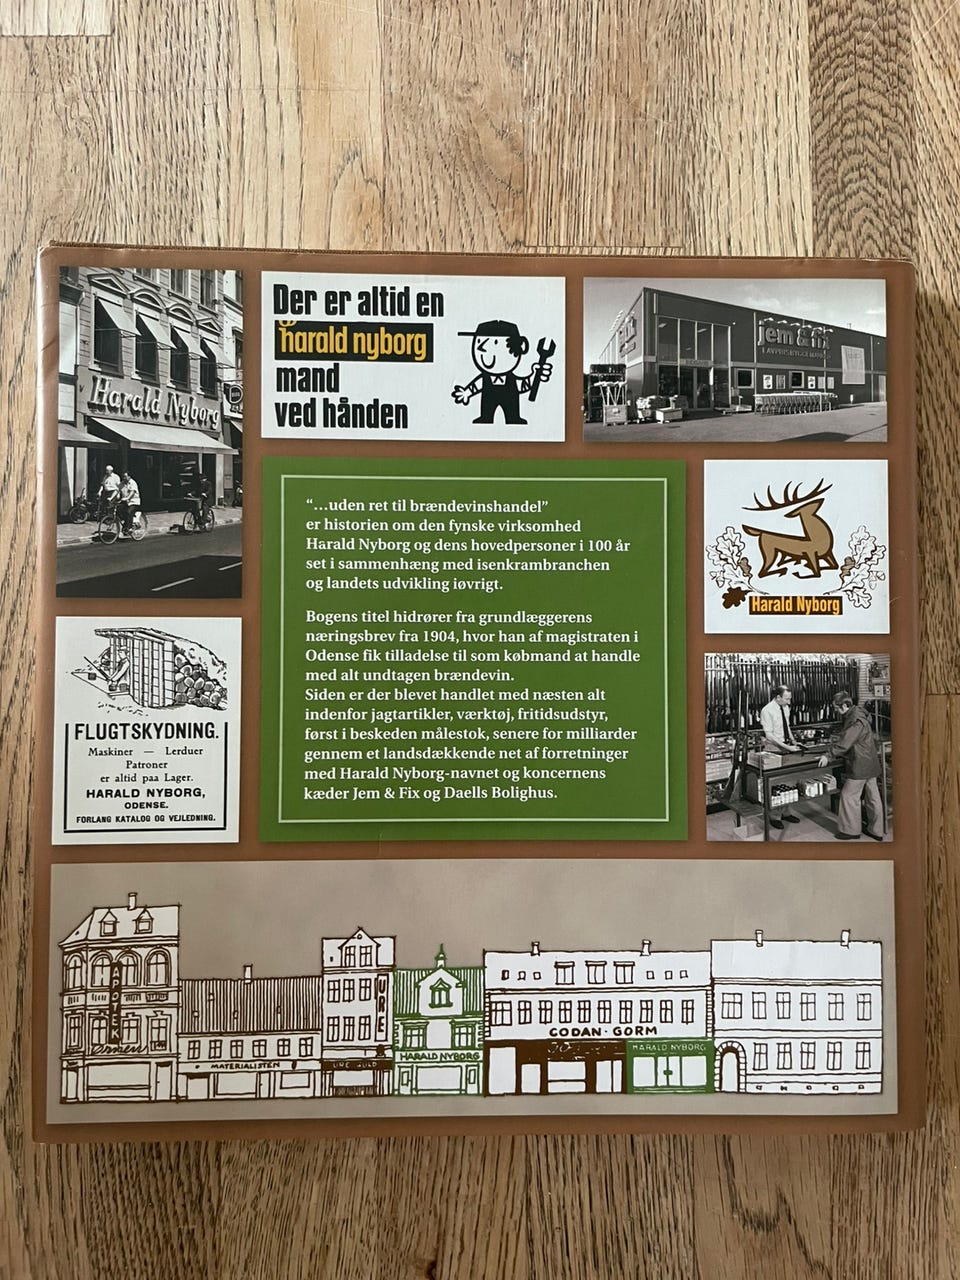 Harald Nyborg
Der er altid en
harald nyborg
mand
ved hånden
jem & fix
LAVPRISBYGGEMARKED
"...uden ret til brændevinshandel"
er historien om den fynske virksomhed
Harald Nyborg og dens hovedpersoner i 100 år
set i sammenhæng med isenkrambranchen
og landets udvikling iøvrigt.
Bogens titel hidrører fra grundlæggerens
næringsbrev fra 1904, hvor han af magistraten i
Odense fik tilladelse til som købmand at handle
med alt undtagen brændevin.
Siden er der blevet handlet med næsten alt
indenfor jagtartikler, værktøj, fritidsudstyr,
først i beskeden målestok, senere for milliarder
gennem et landsdækkende net af forretninger
med Harald Nyborg-navnet og koncernens
kæder Jem & Fix og Daells Bolighus.
Harald Nyborg
FLUGTSKYDNING.
Maskiner — Lerduer
Patroner
er altid paa Lager.
HARALD NYBORG,
ODENSE.
FORLANG KATALOG OG VEJLEDNING.
APOTEK
MATERIALISTEN
URE
URE GULD
HARALD NYBORG
CODAN · GORM
HARALD NYBORG